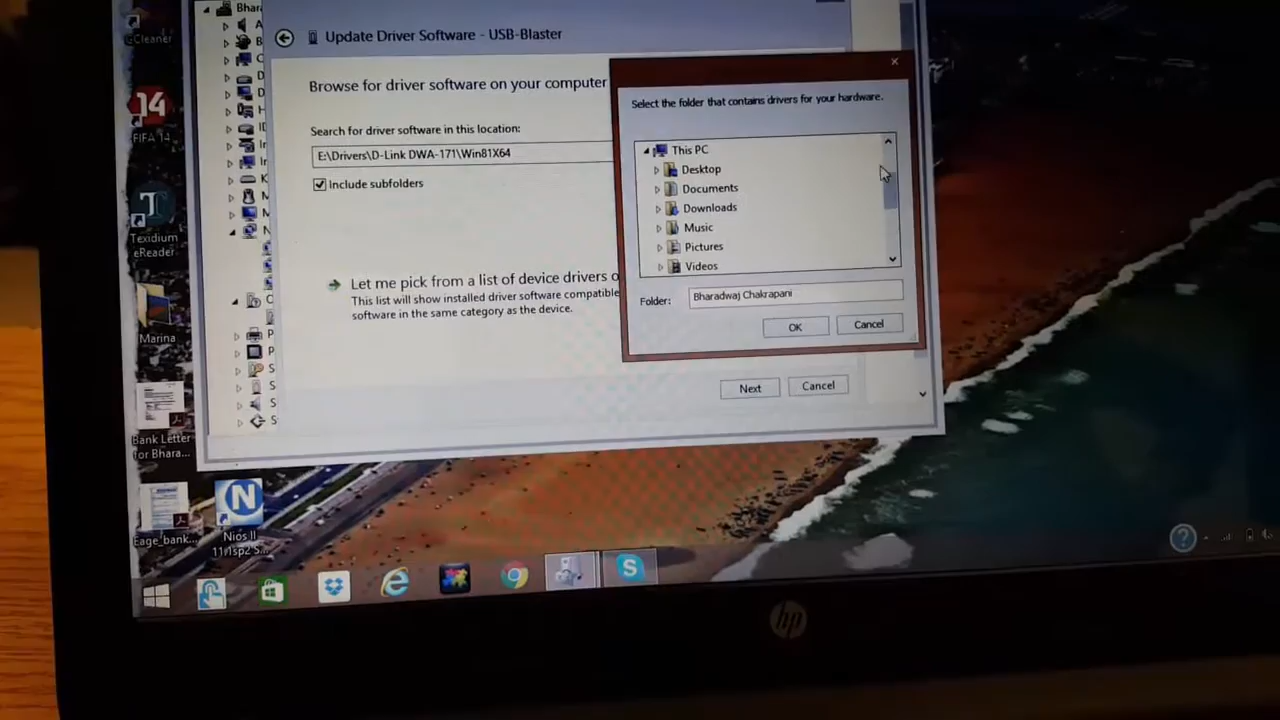 CCleaner
14
FIFA 14
Texidium
eReader
Marina
Bank Letter
for Bhara...
Eage_bank...
N
Nios II
11.1sp2 S...
Bhara
A
B
C
D
D
H
ID
In
In
K
M
M
N
C
P
P
S
S
S
S
Update Driver Software - USB-Blaster
Browse for driver software on your computer
Search for driver software in this location:
E:\Drivers\D-Link DWA-171\Win81X64
Include subfolders
Let me pick from a list of device drivers o
This list will show installed driver software compatible
software in the same category as the device.
Next
Cancel
Select the folder that contains drivers for your hardware.
This PC
Desktop
Documents
Downloads
Music
Pictures
Videos
Folder:
Bharadwaj Chakrapani
OK
Cancel
hp